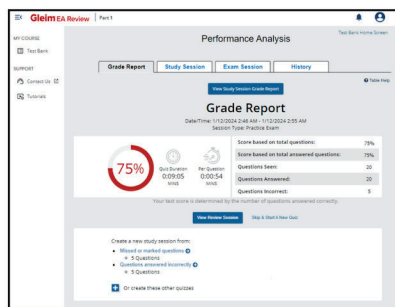 Gleim EA Review | Part 1
MY COURSE
Test Bank
SUPPORT
Contact Us
Tutorials
Test Bank Home Screen
Performance Analysis
Grade Report
Study Session
Exam Session
History
View Study Session Grade Report
Table Help
Grade Report
Date/Time: 1/12/2024 2:46 AM - 1/12/2024 2:55 AM
Session Type: Practice Exam
75%
Quiz Duration
0:09:05
MINS
Per Question
0:00:54
MINS
Score based on total questions: 75%
Score based on total answered questions: 75%
Questions Seen: 20
Questions Answered: 20
Questions Incorrect: 5
Your test score is determined by the number of questions answered correctly.
View Review Session
Skip & Start a New Quiz
Create a new study session from:
• Missed or marked questions
5 Questions
• Questions answered incorrectly
5 Questions
Or create these other quizzes